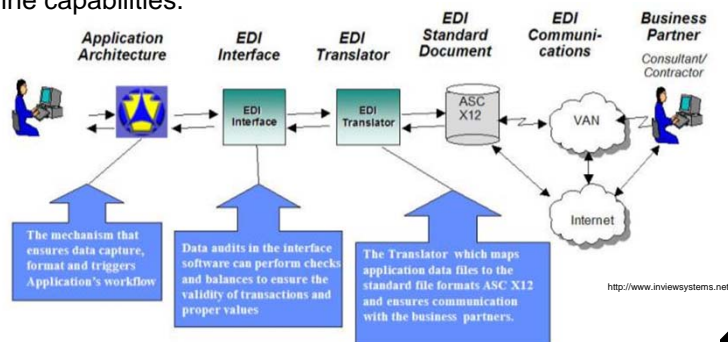 ne capabilities.
Application
Architecture
EDI
Interface
EDI
Translator
EDI
Standard
Document
EDI
Communi-
cations
Business
Partner
Consultant/
Contractor
EDI
Interface
EDI
Translator
ASC
X12
VAN
Internet
The mechanism that
ensures data capture,
format and triggers
Application's workflow
Data audits in the interface
software can perform checks
and balances to ensure the
validity of transactions and
proper values
The Translator which maps
application data files to the
standard file formats ASC X12
and ensures communication
with the business partners.
http://www.inviewsystems.net